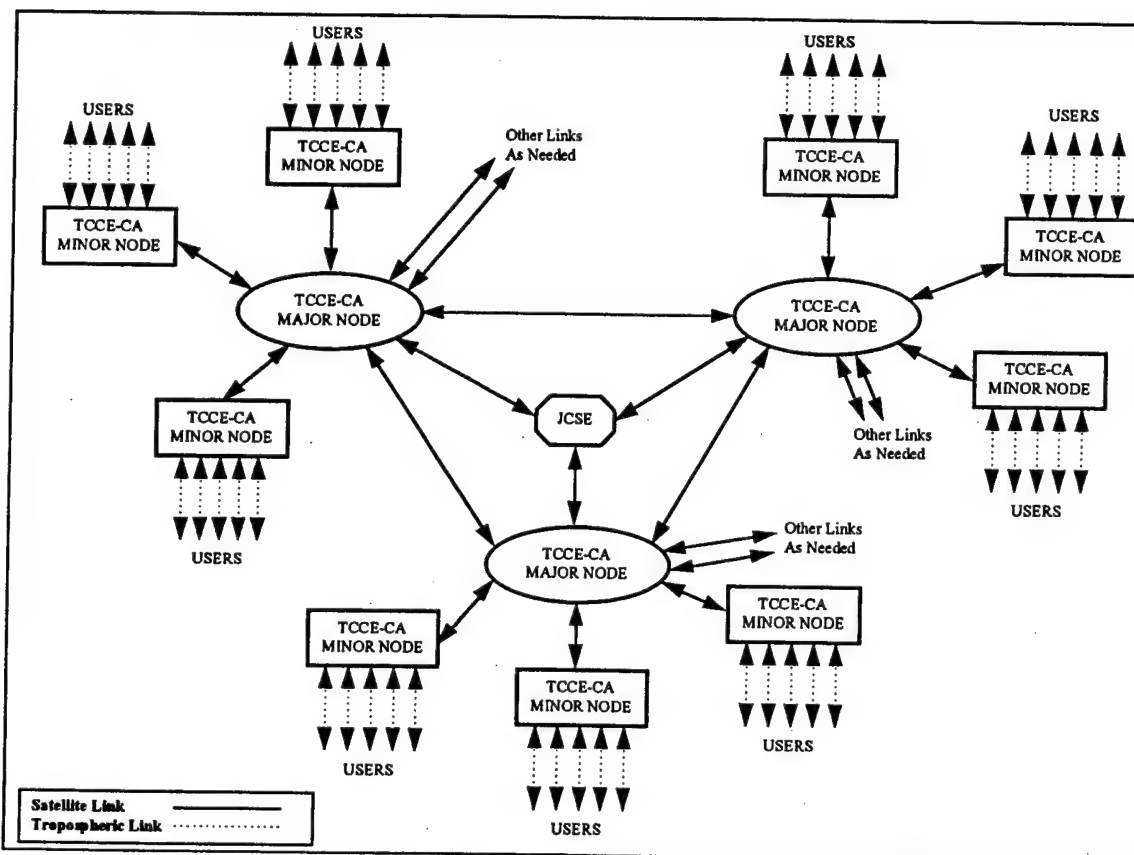 USERS
USERS
USERS
USERS
TCCE-CA
MINOR NODE
Other Links
As Needed
TCCE-CA
MINOR NODE
TCCE-CA
MINOR NODE
TCCE-CA
MINOR NODE
TCCE-CA
MAJOR NODE
TCCE-CA
MAJOR NODE
TCCE-CA
MINOR NODE
TCCE-CA
MINOR NODE
JCSE
Other Links
As Needed
USERS
USERS
TCCE-CA
MAJOR NODE
Other Links
As Needed
TCCE-CA
MINOR NODE
TCCE-CA
MINOR NODE
TCCE-CA
MINOR NODE
USERS
USERS
USERS
Satellite Link
Tropospheric Link